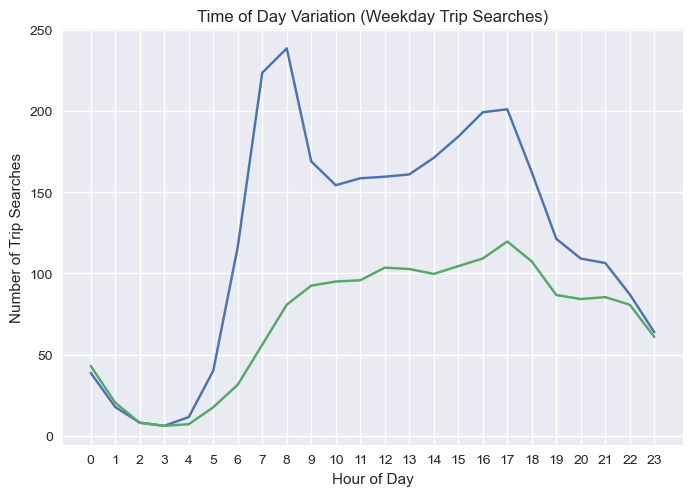 Time of Day Variation (Weekday Trip Searches)
250
200
150
100
50
0
Number of Trip Searches
0 1 2 3 4 5 6 7 8 9 10 11 12 13 14 15 16 17 18 19 20 21 22 23
Hour of Day